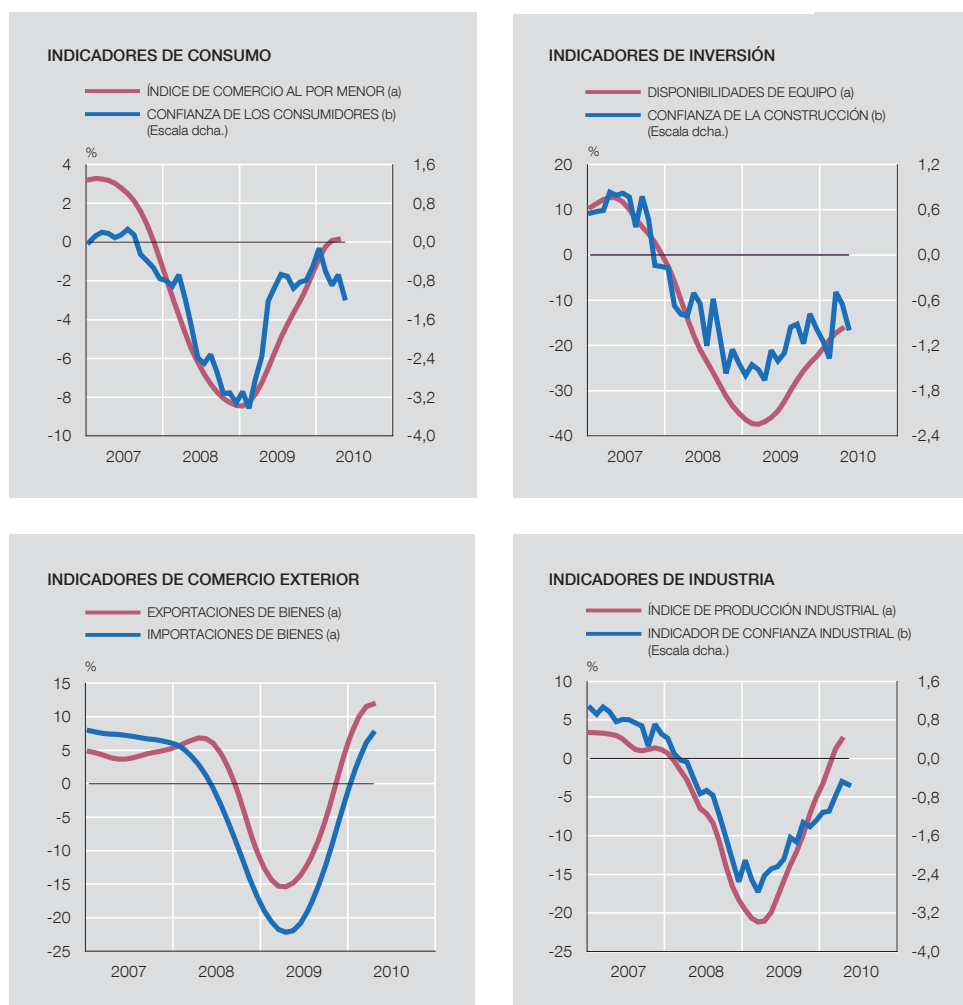 INDICADORES DE CONSUMO
ÍNDICE DE COMERCIO AL POR MENOR (a)
CONFIANZA DE LOS CONSUMIDORES (b)
(Escala dcha.)
%
4 1,6
2 0,8
0 0,0
-2 -0,8
-4 -1,6
-6 -2,4
-8 -3,2
-10 -4,0
2007 2008 2009 2010
INDICADORES DE INVERSIÓN
DISPONIBILIDADES DE EQUIPO (a)
CONFIANZA DE LA CONSTRUCCIÓN (b)
(Escala dcha.)
%
20 1,2
10 0,6
0 0,0
-10 -0,6
-20 -1,2
-30 -1,8
-40 -2,4
2007 2008 2009 2010
INDICADORES DE COMERCIO EXTERIOR
EXPORTACIONES DE BIENES (a)
IMPORTACIONES DE BIENES (a)
%
15
10
5
0
-5
-10
-15
-20
-25
2007 2008 2009 2010
INDICADORES DE INDUSTRIA
ÍNDICE DE PRODUCCIÓN INDUSTRIAL (a)
INDICADOR DE CONFIANZA INDUSTRIAL (b)
(Escala dcha.)
%
10 1,6
5 0,8
0 0,0
-5 -0,8
-10 -1,6
-15 -2,4
-20 -3,2
-25 -4,0
2007 2008 2009 2010